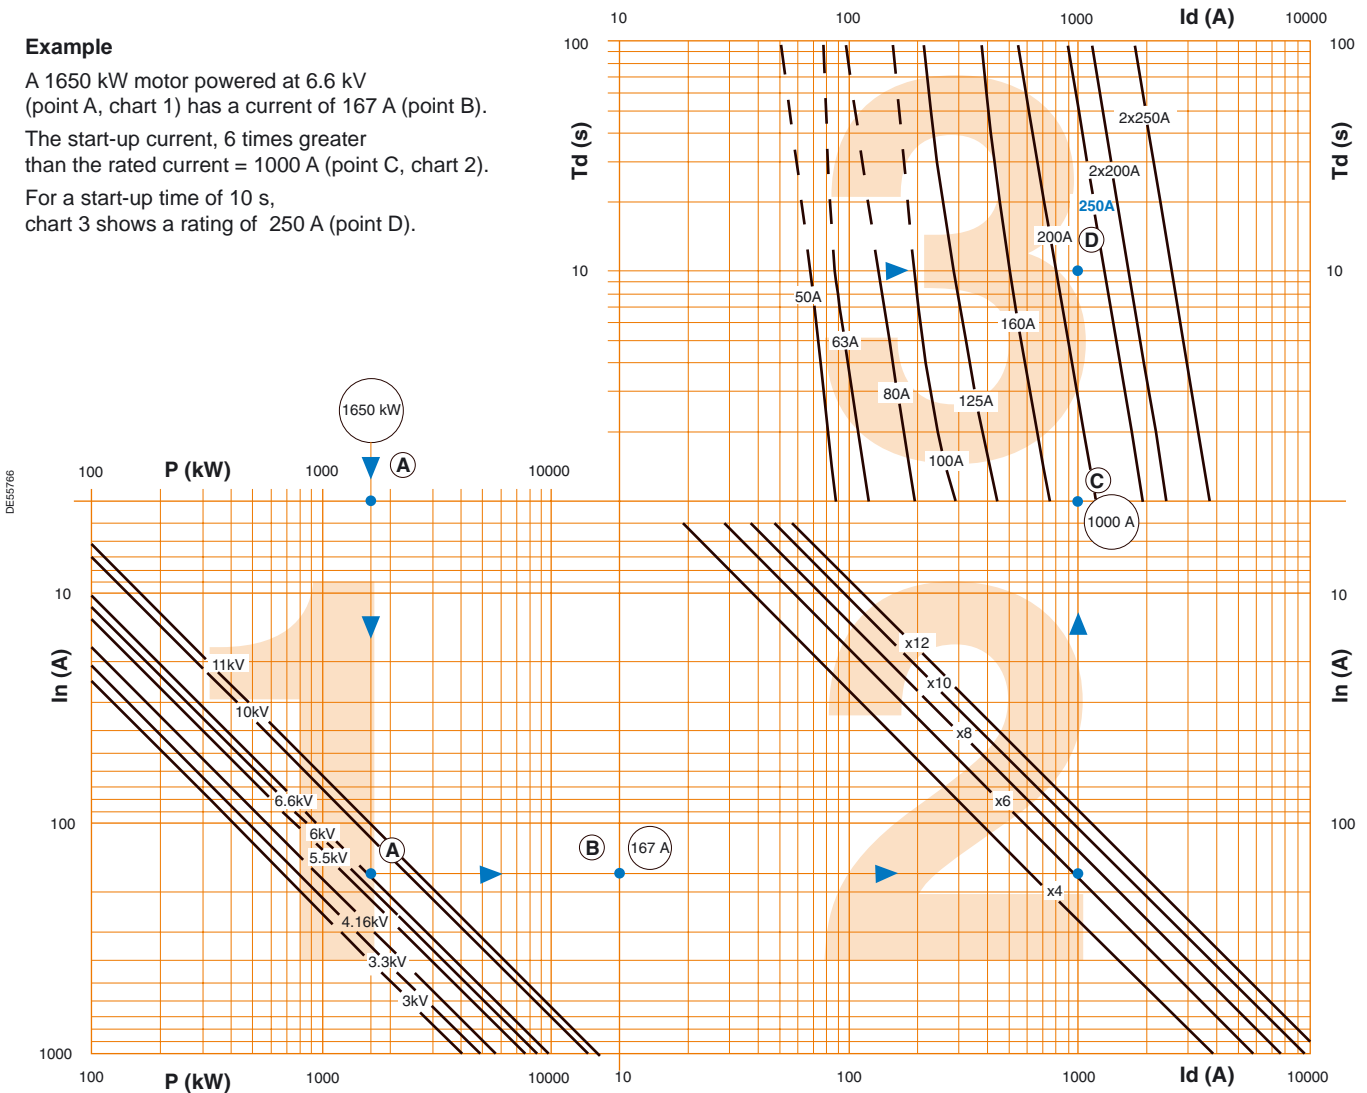 10 100 1000 Id (A) 10000
Example
A 1650 kW motor powered at 6.6 kV
(point A, chart 1) has a current of 167 A (point B).
The start-up current, 6 times greater
than the rated current = 1000 A (point C, chart 2).
For a start-up time of 10 s,
chart 3 shows a rating of 250 A (point D).
100
Td (s)
10
100
Td (s)
10
3
2x250A
2x200A
250A
200A
D
50A
160A
63A
80A
125A
100A
C
1000 A
1650 kW
A
DE55766
100 P (kW) 1000 10000
10
In (A)
100
1000
1
11kV
10kV
6.6kV
6kV
5.5kV
4.16kV
3.3kV
3kV
A
B
167 A
2
x12
x10
x8
x6
x4
10
In (A)
100
100 P (kW) 1000 10000
10 100 1000 Id (A) 10000